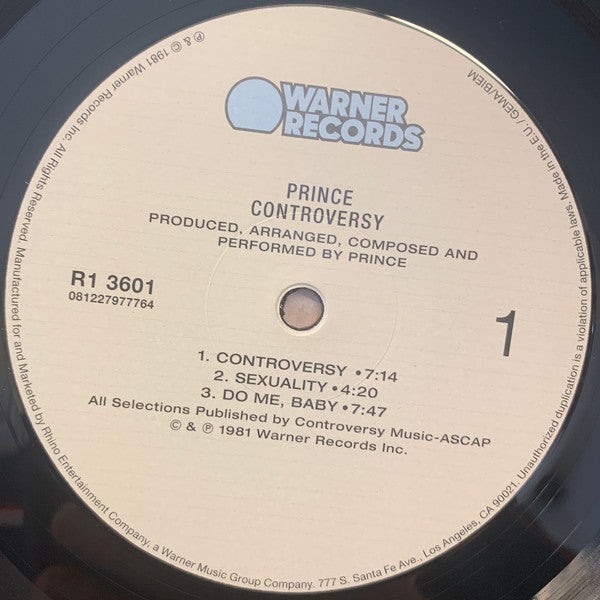 WARNER
RECORDS
PRINCE
CONTROVERSY
PRODUCED, ARRANGED, COMPOSED AND
PERFORMED BY PRINCE
R1 3601
081227977764
1
1. CONTROVERSY • 7:14
2. SEXUALITY • 4:20
3. DO ME, BABY • 7:47
All Selections Published by Controversy Music-ASCAP
© & ℗ 1981 Warner Records Inc.
℗ & © 1981 Warner Records Inc. All Rights Reserved. Manufactured for and Marketed by Rhino Entertainment Company, a Warner Music Group Company. 777 S. Santa Fe Ave., Los Angeles, CA 90021. Unauthorized duplication is a violation of applicable laws. Made in the E.U. / GEMA/BIEM